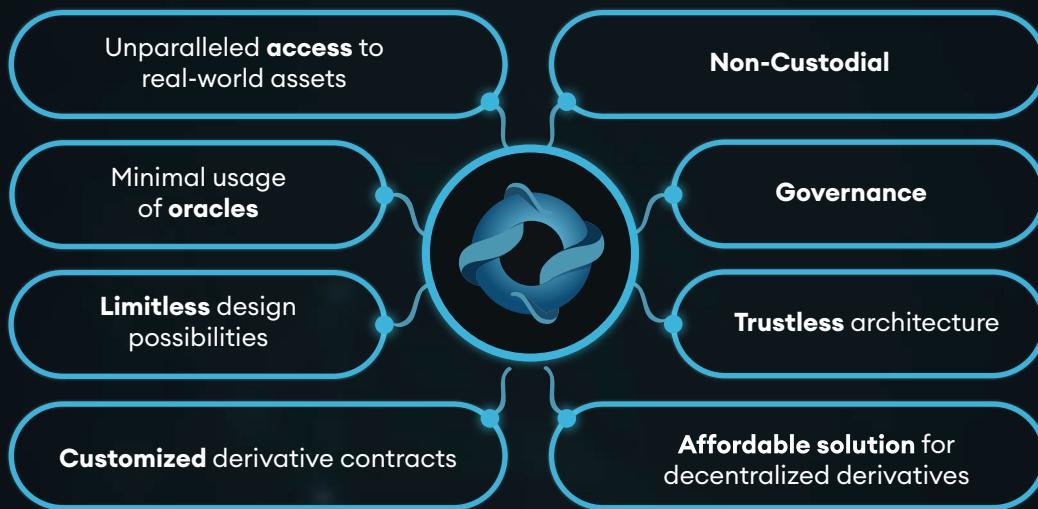 Unparalleled access to
real-world assets
Non-Custodial
Minimal usage
of oracles
Governance
Limitless design
possibilities
Trustless architecture
Customized derivative contracts
Affordable solution for
decentralized derivatives